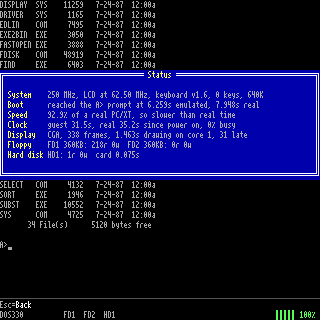 DISPLAY  SYS    11259   7-24-87  12:00a
DRIVER   SYS     1165   7-24-87  12:00a
EDLIN    COM     7495   7-24-87  12:00a
EXE2BIN  EXE     3050   7-24-87  12:00a
FASTOPEN EXE     3888   7-24-87  12:00a
FDISK    COM    48919   7-24-87  12:00a
FIND     EXE     6403   7-24-87  12:00a
Status
System     250 MHz, LCD at 62.50 MHz, keyboard v1.6, 0 keys, 640K
Boot       reached the A> prompt at 6.259s emulated, 7.948s real
Speed      92.9% of a real PC/XT, so slower than real time
Clock      guest 31.5s, real 35.2s since power on, 0% busy
Display    CGA, 338 frames, 1.463s drawing on core 1, 31 late
Floppy     FD1 360KB: 218r 0w  FD2 360KB: 0r 0w
Hard disk  HD1: 1r 0w  card 0.075s
SELECT   COM     4132   7-24-87  12:00a
SORT     EXE     1946   7-24-87  12:00a
SUBST    EXE    10552   7-24-87  12:00a
SYS      COM     4725   7-24-87  12:00a
34 File(s)      5120 bytes free
A>_
Esc=Back
DOS330     FD1  FD2  HD1     100%